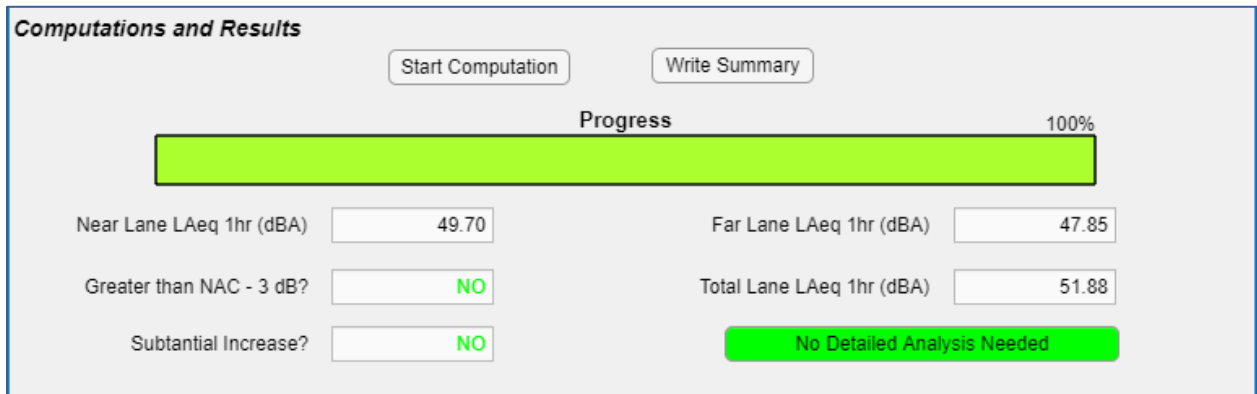 Computations and Results
Start Computation Write Summary
Progress 100%
Near Lane LAeq 1hr (dBA) 49.70 Far Lane LAeq 1hr (dBA) 47.85
Greater than NAC - 3 dB? NO Total Lane LAeq 1hr (dBA) 51.88
Subtantial Increase? NO No Detailed Analysis Needed